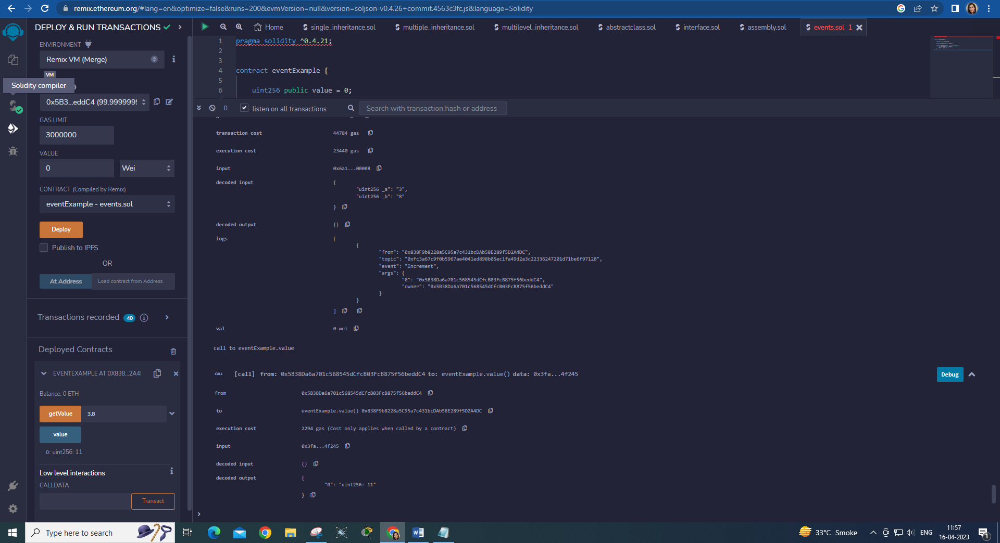 remix.ethereum.org/#lang=en&optimize=false&runs=200&evmVersion=null&version=soljson-v0.4.26+commit.4563c3fc.js&language=Solidity
DEPLOY & RUN TRANSACTIONS
Home
single_inheritance.sol
multiple_inheritance.sol
multilevel_inheritance.sol
abstractclass.sol
interface.sol
assembly.sol
events.sol 1
ENVIRONMENT
Remix VM (Merge)
VM
Solidity compiler
0x5B3...eddC4 (99.9999999
GAS LIMIT
3000000
VALUE
0
Wei
CONTRACT (Compiled by Remix)
eventExample - events.sol
Deploy
Publish to IPFS
OR
At Address
Load contract from Address
Transactions recorded 40
Deployed Contracts
EVENTEXAMPLE AT 0X838...2A4
Balance: 0 ETH
getValue
3,8
value
0: uint256: 11
Low level interactions
CALLDATA
Transact
1 pragma solidity ^0.4.21;
2
3
4 contract eventExample {
5
6 uint256 public value = 0;
0
listen on all transactions
Search with transaction hash or address
transaction cost 44784 gas
execution cost 23440 gas
input 0x6a1...00008
decoded input {
"uint256 _a": "3",
"uint256 _b": "8"
}
decoded output {}
logs [
{
"from": "0x838F9b8228a5C95a7c431bcDAb58E289f5D2A4DC",
"topic": "0xfc3a67c9f0b5967ae4041ed898b05ec1fa49d2a3c22336247201d71be6f97120",
"event": "Increment",
"args": {
"0": "0x5B38Da6a701c568545dCfcB03FcB875f56beddC4",
"owner": "0x5B38Da6a701c568545dCfcB03FcB875f56beddC4"
}
}
]
val 0 wei
call to eventExample.value
CALL [call] from: 0x5B38Da6a701c568545dCfcB03FcB875f56beddC4 to: eventExample.value() data: 0x3fa...4f245
Debug
from 0x5B38Da6a701c568545dCfcB03FcB875f56beddC4
to eventExample.value() 0x838F9b8228a5C95a7c431bcDAb58E289f5D2A4DC
execution cost 2294 gas (Cost only applies when called by a contract)
input 0x3fa...4f245
decoded input {}
decoded output {
"0": "uint256: 11"
}
>
Type here to search
33°C Smoke
ENG
11:57
16-04-2023
1